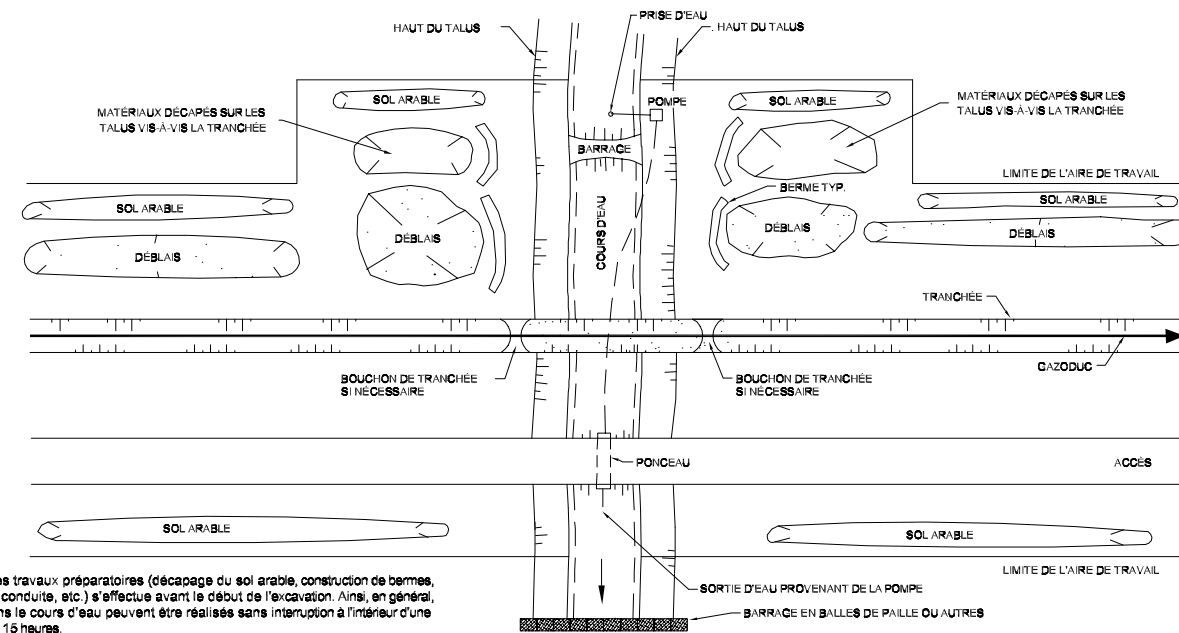 PRISE D'EAU
HAUT DU TALUS
HAUT DU TALUS
SOL ARABLE
POMPE
SOL ARABLE
MATÉRIAUX DÉCAPÉS SUR LES
TALUS VIS-À-VIS LA TRANCHÉE
MATÉRIAUX DÉCAPÉS SUR LES
TALUS VIS-À-VIS LA TRANCHÉE
BARRAGE
LIMITE DE L'AIRE DE TRAVAIL
BERME TYP.
SOL ARABLE
SOL ARABLE
COURS D'EAU
DÉBLAIS
DÉBLAIS
DÉBLAIS
DÉBLAIS
TRANCHÉE
GAZODUC
BOUCHON DE TRANCHÉE
SI NÉCESSAIRE
BOUCHON DE TRANCHÉE
SI NÉCESSAIRE
PONCEAU
ACCÈS
SOL ARABLE
SOL ARABLE
LIMITE DE L'AIRE DE TRAVAIL
es travaux préparatoires (décapage du sol arable, construction de bermes,
conduite, etc.) s'effectue avant le début de l'excavation. Ainsi, en général,
ns le cours d'eau peuvent être réalisés sans interruption à l'intérieur d'une
15 heures.
SORTIE D'EAU PROVENANT DE LA POMPE
BARRAGE EN BALLES DE PAILLE OU AUTRES